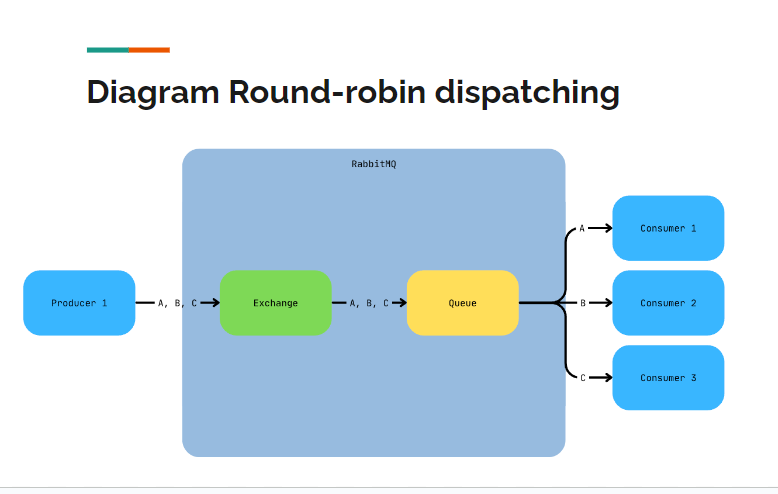 Diagram Round-robin dispatching
RabbitMQ
Producer 1
A, B, C
Exchange
A, B, C
Queue
A
Consumer 1
B
Consumer 2
C
Consumer 3